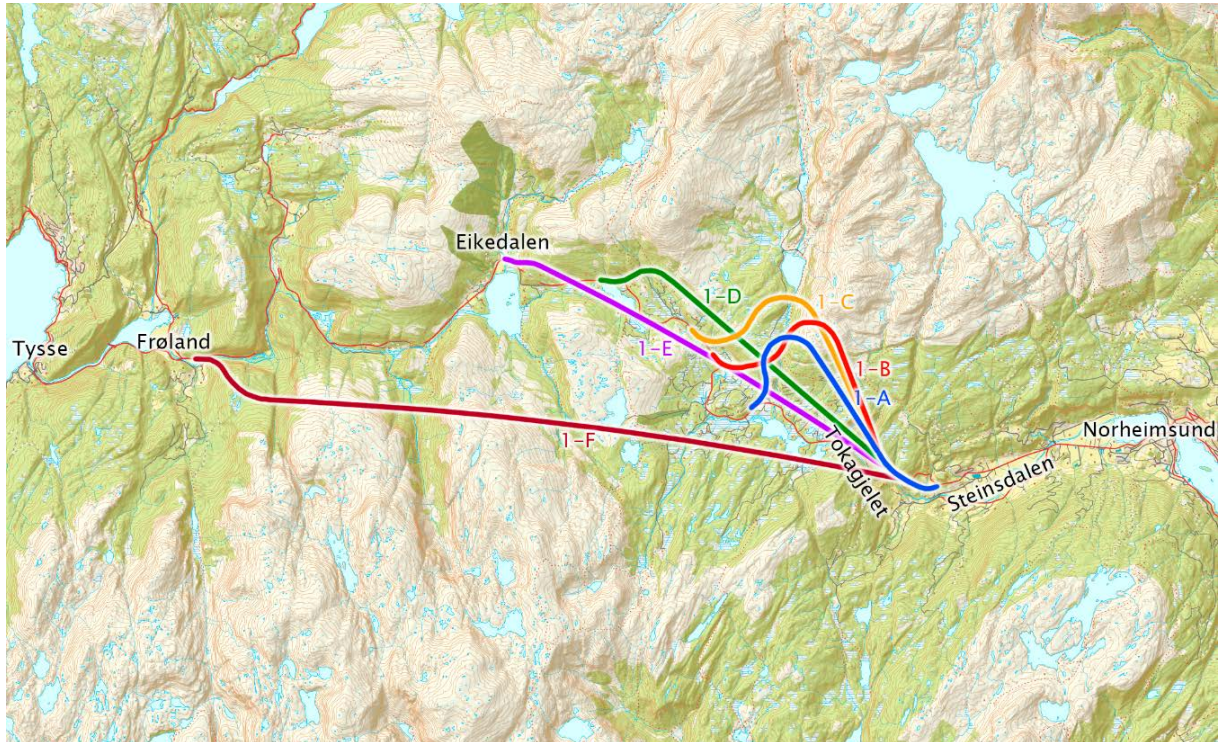 Eikedalen
1-D
1-C
Frøland
Tysse
1-E
1-B
1-A
1-F
Tokagjelet
Norheimsund
Steinsdalen